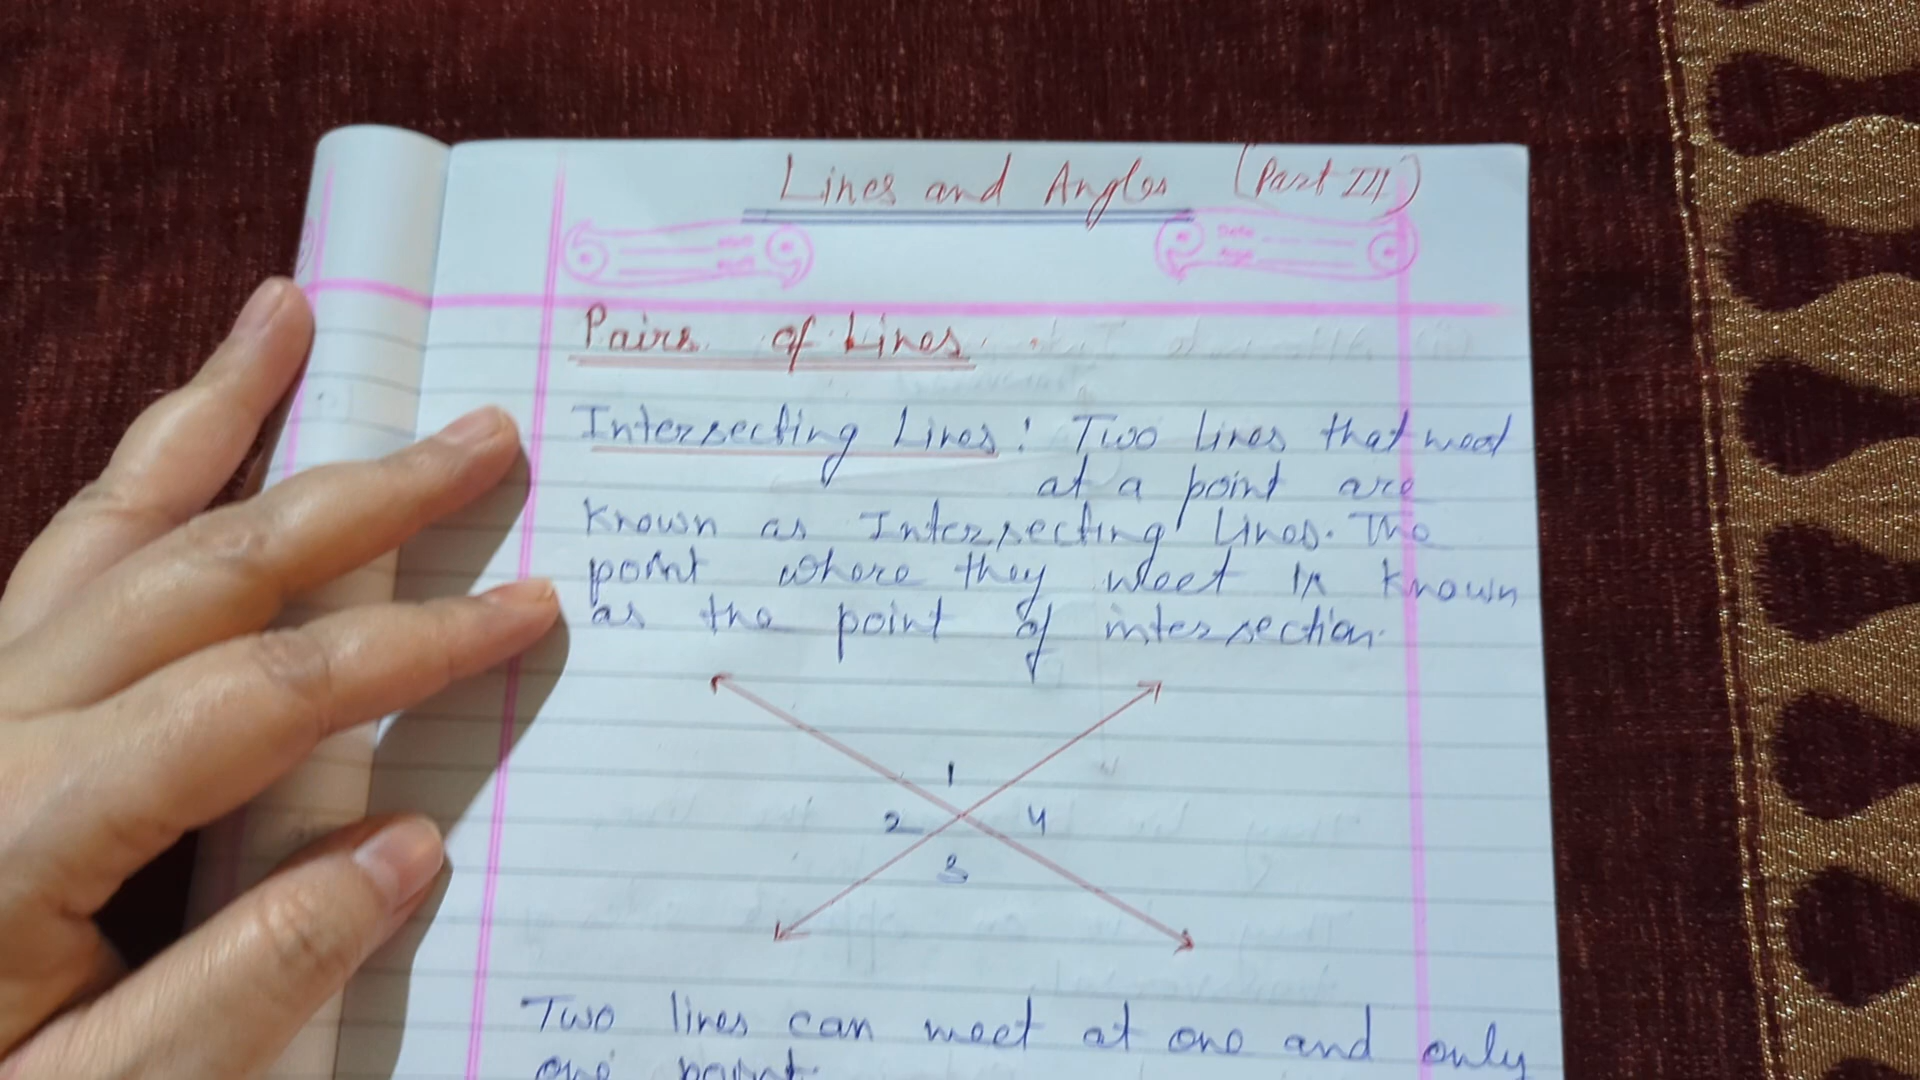 Lines and Angles (Part III)
Pairs of Lines
Intersecting Lines: Two lines that meet
at a point are
known as Intersecting lines. The
point where they meet is known
as the point of intersection.
1
2 4
3
Two lines can meet at one and only
one point.